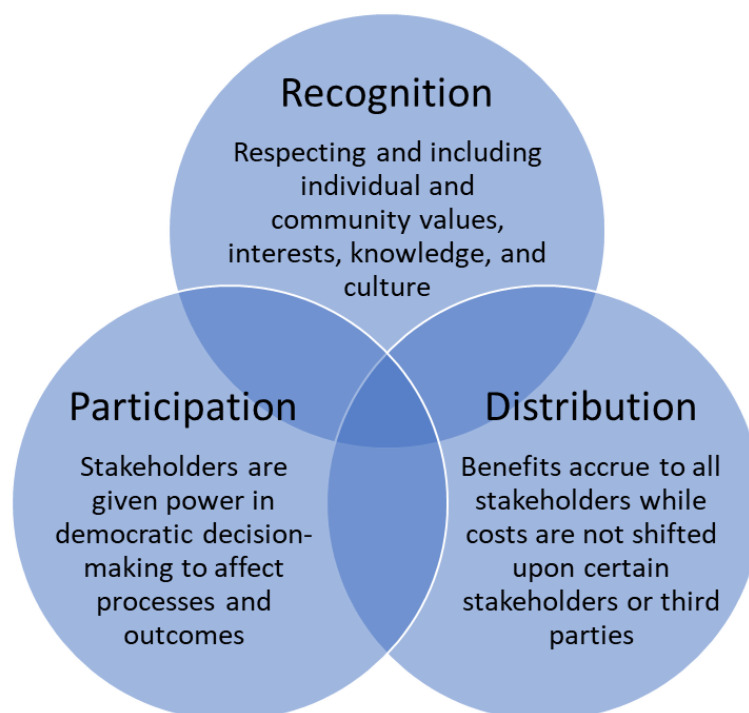 Recognition
Respecting and including
individual and
community values,
interests, knowledge, and
culture
Participation
Stakeholders are
given power in
democratic decision-
making to affect
processes and
outcomes
Distribution
Benefits accrue to all
stakeholders while
costs are not shifted
upon certain
stakeholders or third
parties